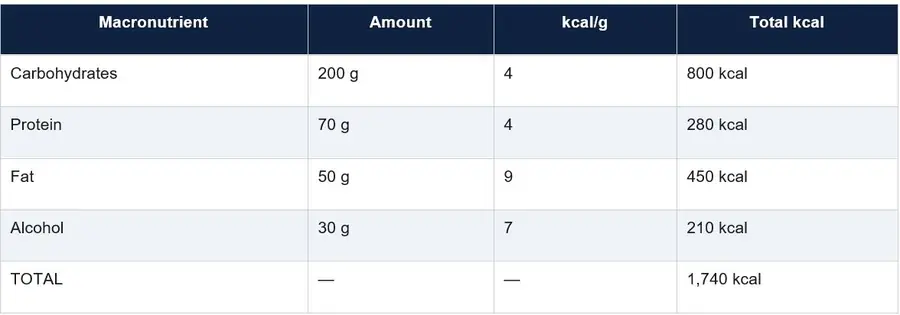 Macronutrient Amount kcal/g Total kcal
Carbohydrates 200 g 4 800 kcal
Protein 70 g 4 280 kcal
Fat 50 g 9 450 kcal
Alcohol 30 g 7 210 kcal
TOTAL — — 1,740 kcal